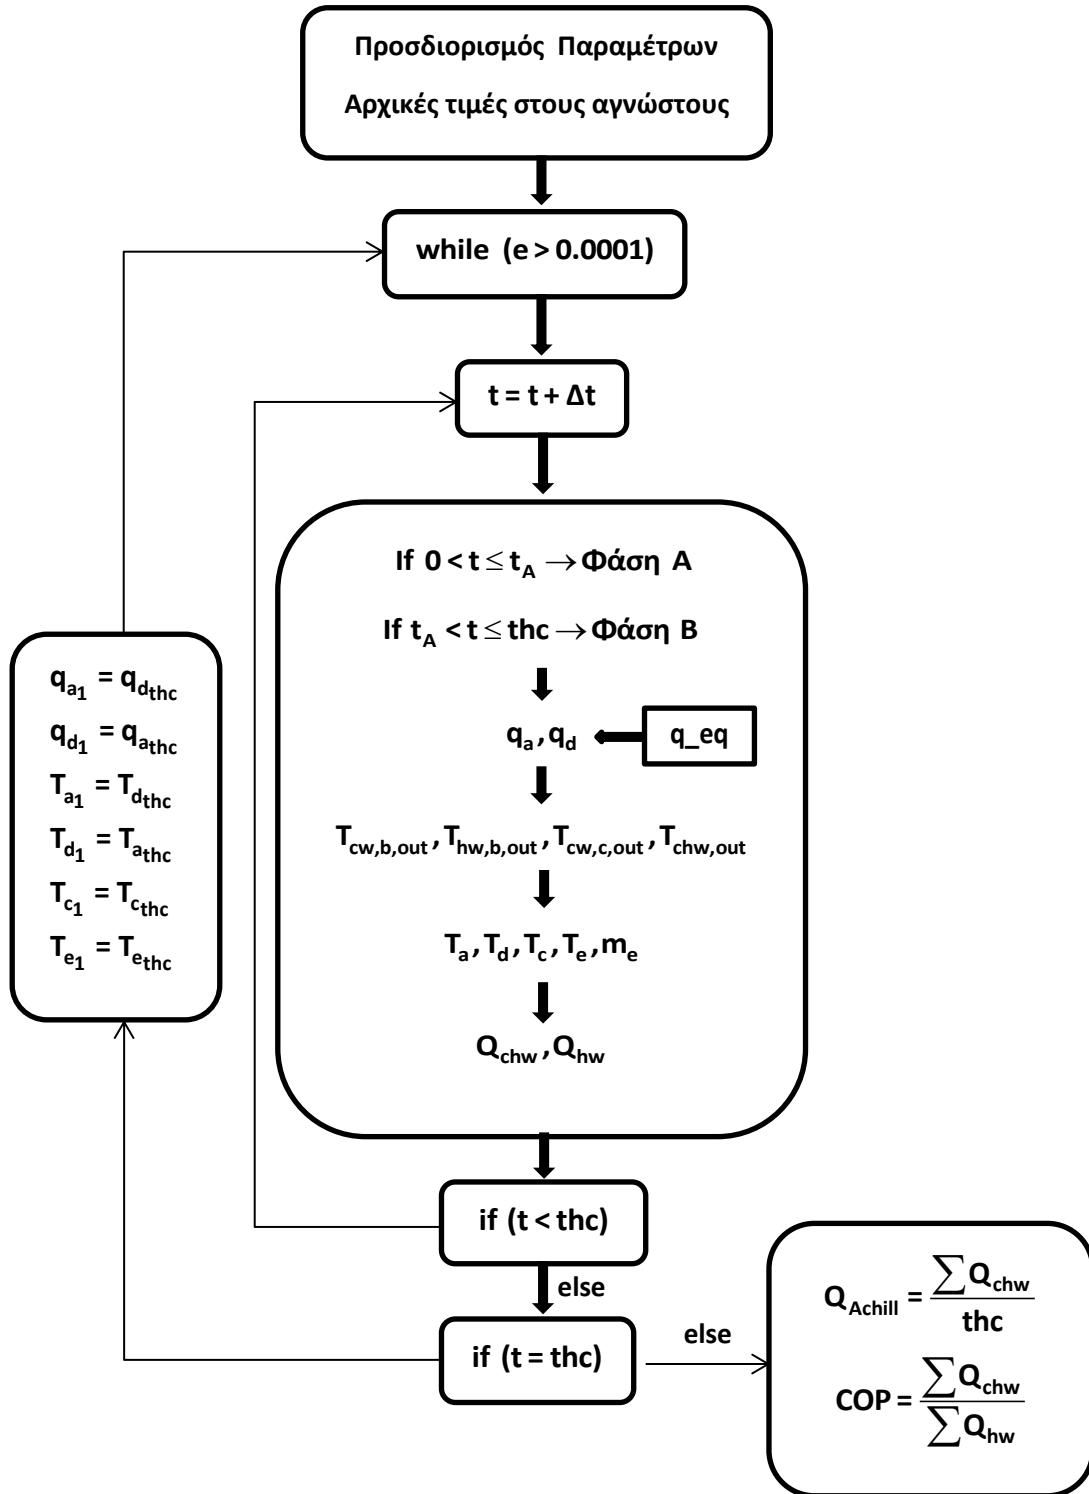 Προσδιορισμός Παραμέτρων
Αρχικές τιμές στους αγνώστους
while (e > 0.0001)
t = t + Δt
If 0 < t ≤ t_A → Φάση Α
If t_A < t ≤ thc → Φάση Β
q_a, q_d
q_eq
T_cw,b,out, T_hw,b,out, T_cw,c,out, T_chw,out
T_a, T_d, T_c, T_e, m_e
Q_chw, Q_hw
q_a1 = q_dthc
q_d1 = q_athc
T_a1 = T_dthc
T_d1 = T_athc
T_c1 = T_cthc
T_e1 = T_ethc
if (t < thc)
else
if (t = thc)
else
Q_Achill = ∑Q_chw / thc
COP = ∑Q_chw / ∑Q_hw